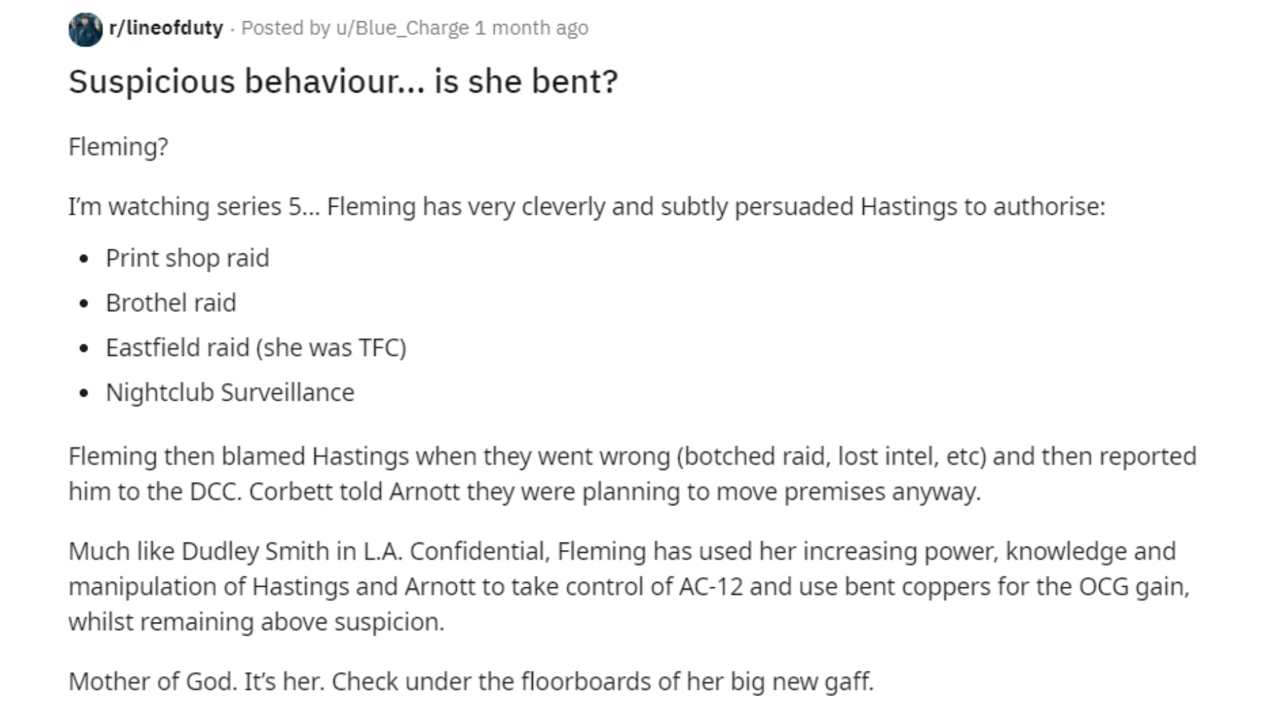 r/lineofduty · Posted by u/Blue_Charge 1 month ago
Suspicious behaviour... is she bent?
Fleming?
I'm watching series 5... Fleming has very cleverly and subtly persuaded Hastings to authorise:
• Print shop raid
• Brothel raid
• Eastfield raid (she was TFC)
• Nightclub Surveillance
Fleming then blamed Hastings when they went wrong (botched raid, lost intel, etc) and then reported
him to the DCC. Corbett told Arnott they were planning to move premises anyway.
Much like Dudley Smith in L.A. Confidential, Fleming has used her increasing power, knowledge and
manipulation of Hastings and Arnott to take control of AC-12 and use bent coppers for the OCG gain,
whilst remaining above suspicion.
Mother of God. It's her. Check under the floorboards of her big new gaff.